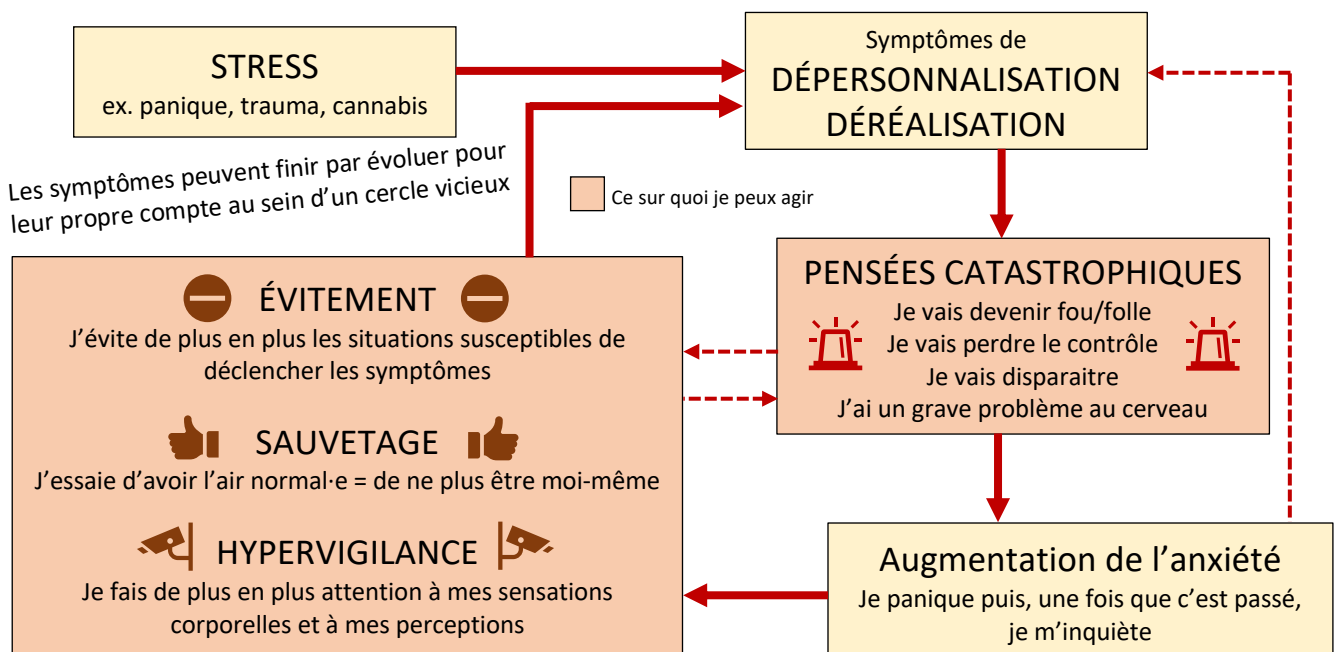 STRESS
ex. panique, trauma, cannabis
Symptômes de
DÉPERSONNALISATION
DÉRÉALISATION
Les symptômes peuvent finir par évoluer pour
leur propre compte au sein d’un cercle vicieux
Ce sur quoi je peux agir
PENSÉES CATASTROPHIQUES
Je vais devenir fou/folle
Je vais perdre le contrôle
Je vais disparaitre
J’ai un grave problème au cerveau
ÉVITEMENT
J’évite de plus en plus les situations susceptibles de
déclencher les symptômes
SAUVETAGE
J’essaie d’avoir l’air normal·e = de ne plus être moi-même
HYPERVIGILANCE
Je fais de plus en plus attention à mes sensations
corporelles et à mes perceptions
Augmentation de l’anxiété
Je panique puis, une fois que c’est passé,
je m’inquiète